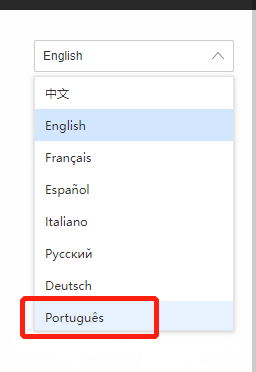 English
中文
English
Français
Español
Italiano
Русский
Deutsch
Português